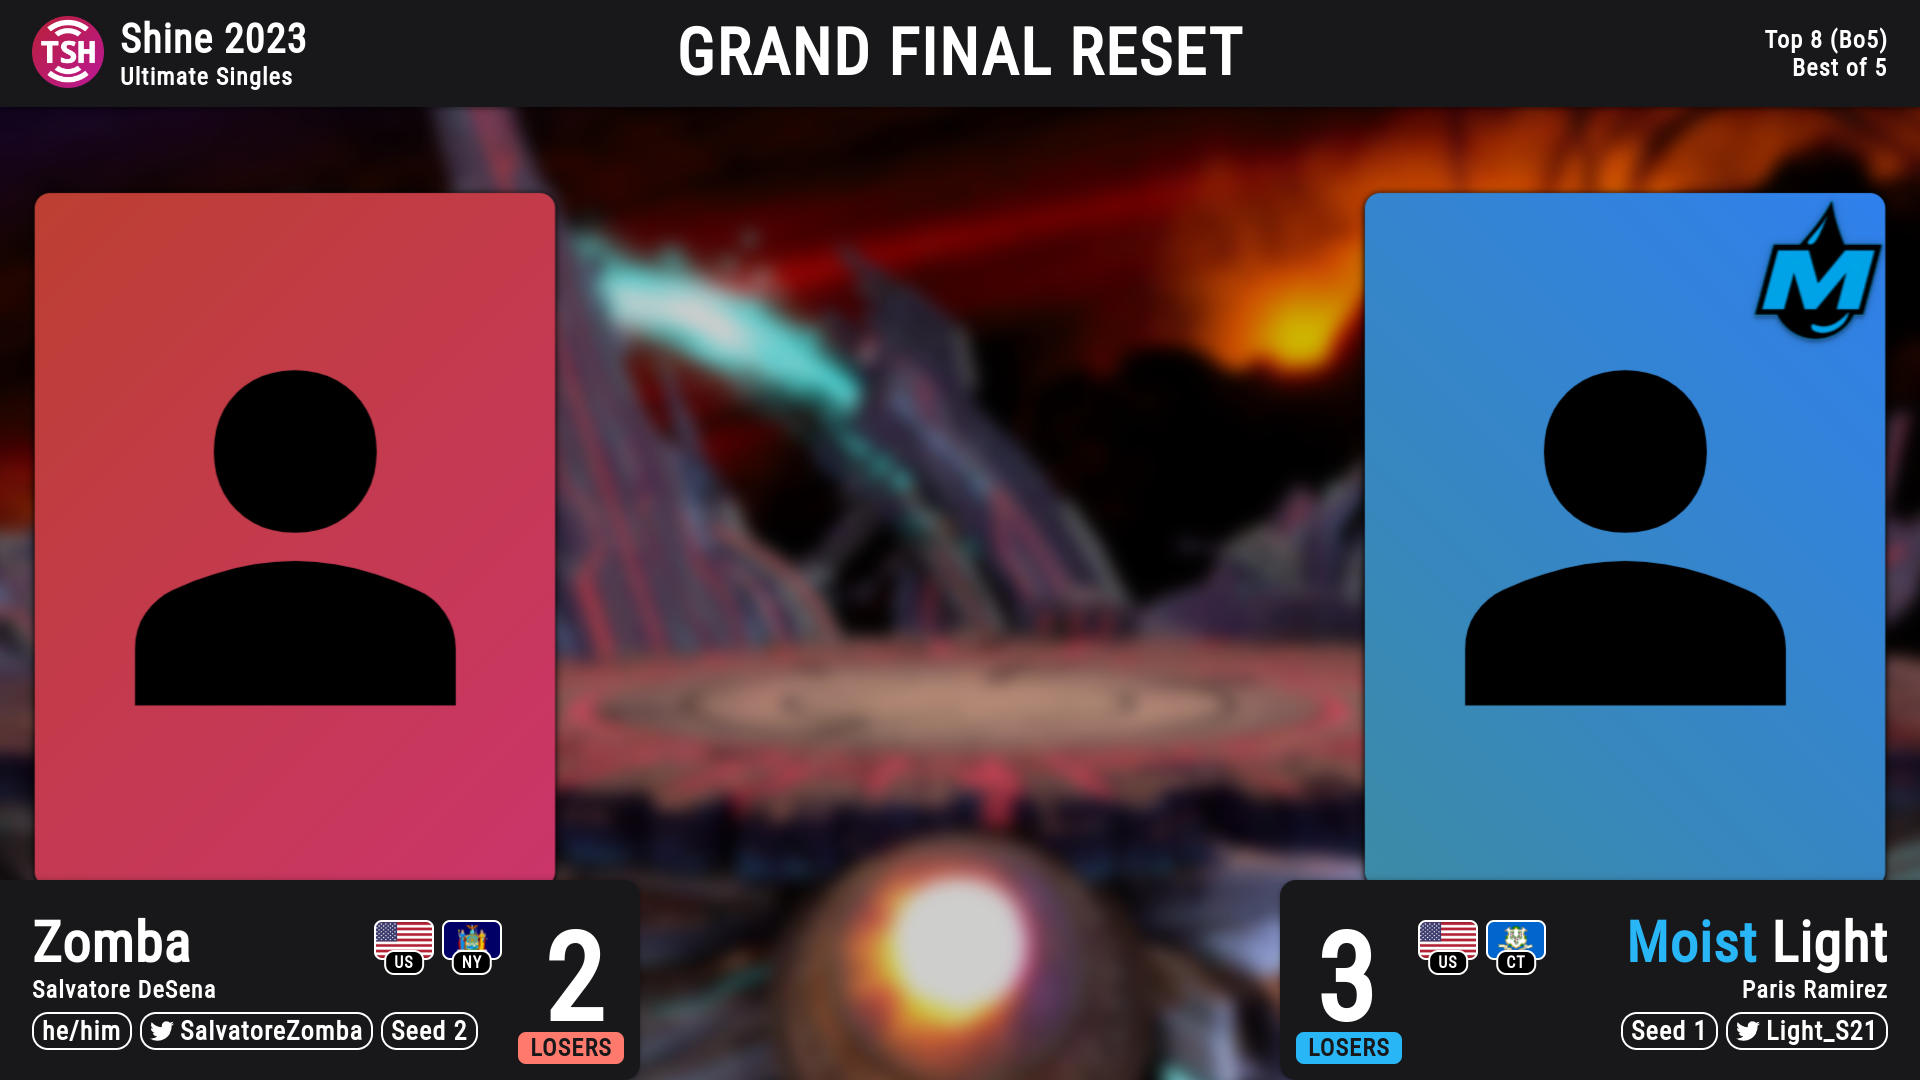 TSH
Shine 2023
Ultimate Singles
GRAND FINAL RESET
Top 8 (Bo5)
Best of 5
M
Zomba
US
NY
2
Salvatore DeSena
he/him
SalvatoreZomba
Seed 2
LOSERS
3
US
CT
Moist Light
Paris Ramirez
LOSERS
Seed 1
Light_S21